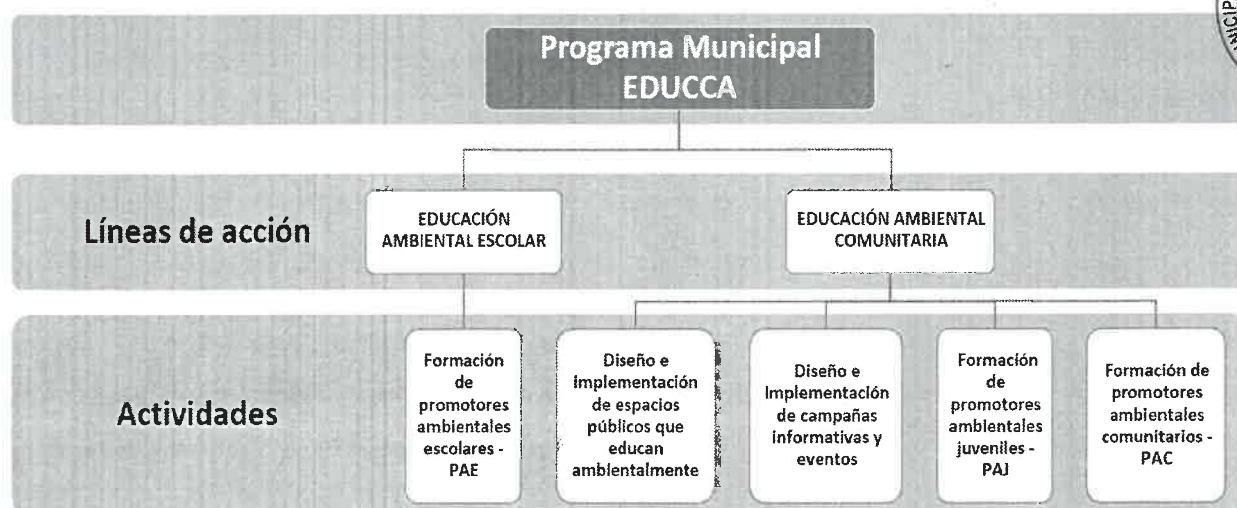 Programa Municipal
EDUCCA
Líneas de acción
EDUCACIÓN
AMBIENTAL ESCOLAR
EDUCACIÓN AMBIENTAL
COMUNITARIA
Actividades
Formación
de
promotores
ambientales
escolares -
PAE
Diseño e
Implementación
de espacios
públicos que
educan
ambientalmente
Diseño e
Implementación
de campañas
informativas y
eventos
Formación
de
promotores
ambientales
juveniles -
PAJ
Formación de
promotores
ambientales
comunitarios -
PAC